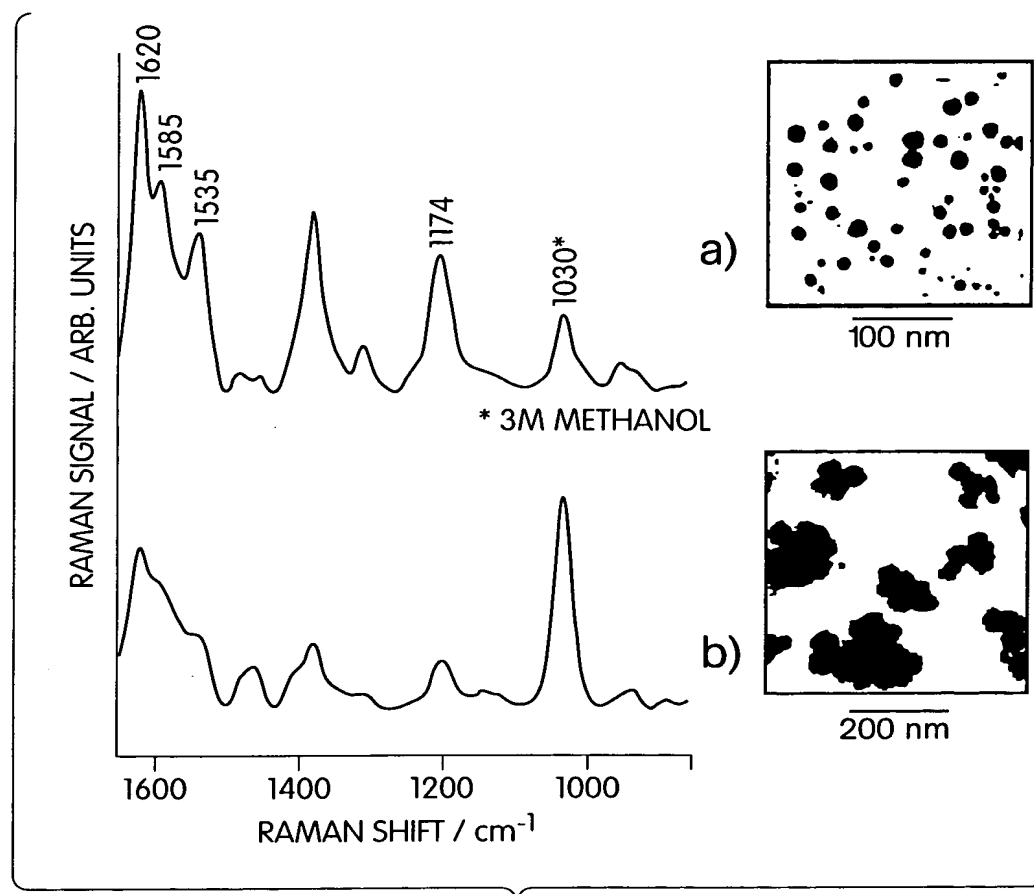 1620
1585
1535
1174
1030*
a)
100 nm
* 3M METHANOL
RAMAN SIGNAL / ARB. UNITS
b)
200 nm
1600 1400 1200 1000
RAMAN SHIFT / cm-1